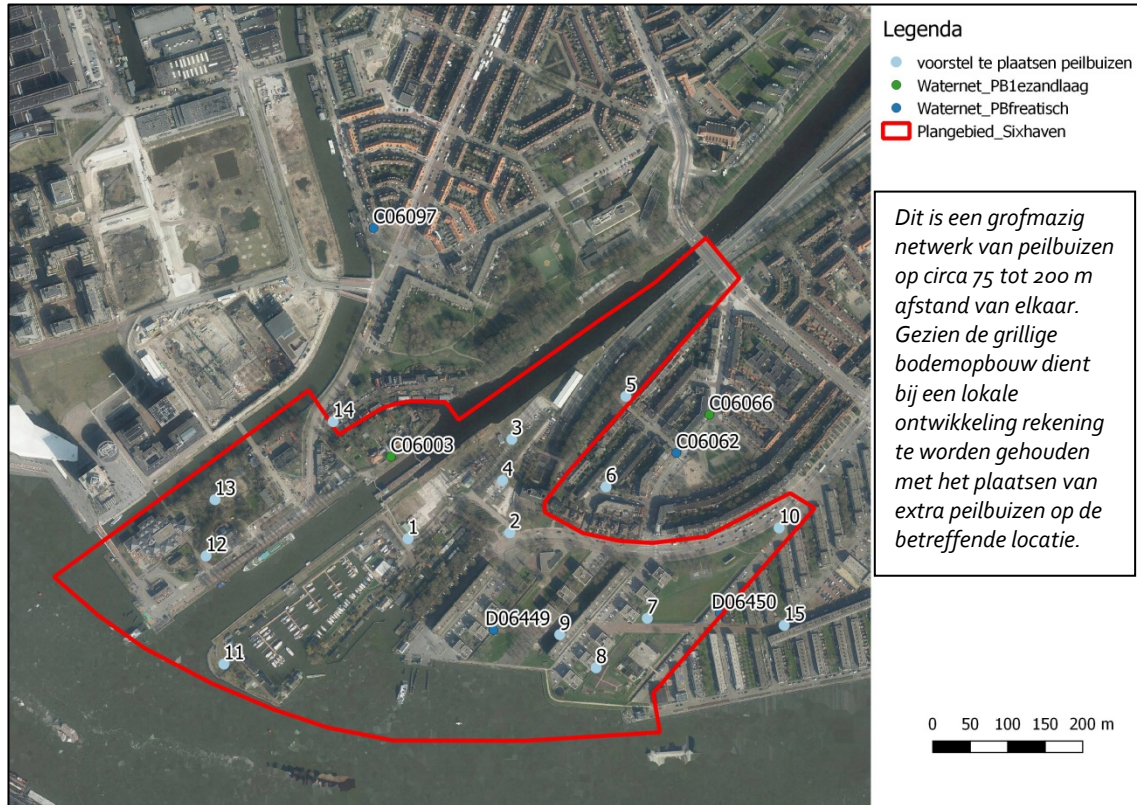 Legenda
voorstel te plaatsen peilbuizen
Waternet_PB1ezandlaag
Waternet_PBfreatisch
Plangebied_Sixhaven
Dit is een grofmazig
netwerk van peilbuizen
op circa 75 tot 200 m
afstand van elkaar.
Gezien de grillige
bodemopbouw dient
bij een lokale
ontwikkeling rekening
te worden gehouden
met het plaatsen van
extra peilbuizen op de
betreffende locatie.
C06097
5
14
C06066
3
C06003
C06062
4
6
13
10
1
2
12
7
D06450
15
D06449
9
8
11
0 50 100 150 200 m